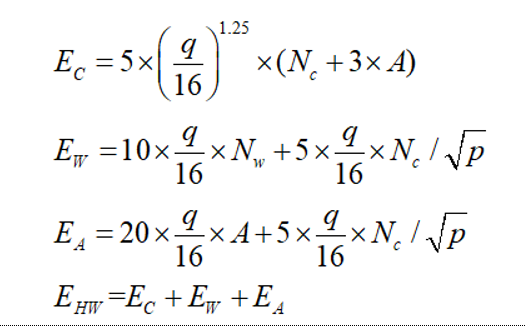 E_C = 5×(q/16)^1.25 ×(N_c + 3× A)
E_W =10× q/16 × N_w +5× q/16 × N_c / √p
E_A = 20× q/16 × A+5× q/16 × N_c / √p
E_HW =E_C + E_W + E_A